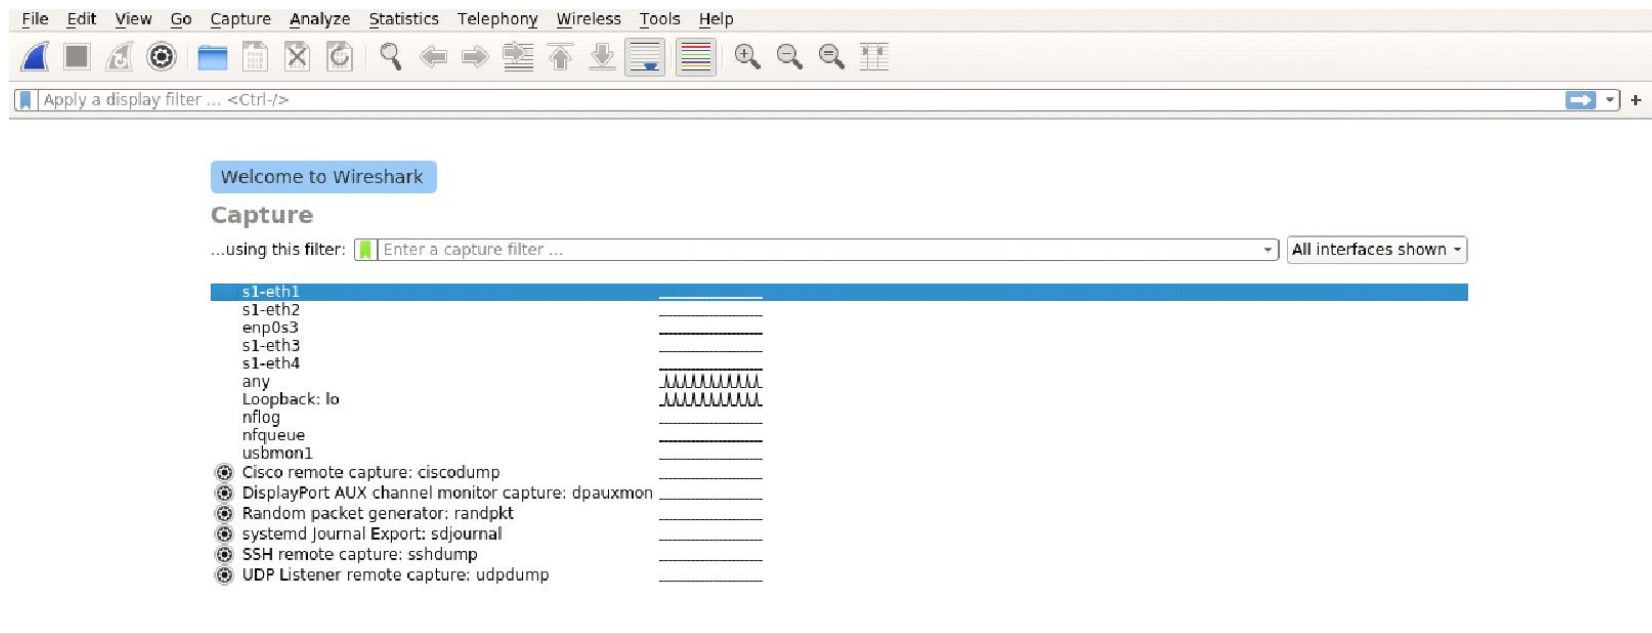 File Edit View Go Capture Analyze Statistics Telephony Wireless Tools Help
Apply a display filter ... <Ctrl-/>
+
Welcome to Wireshark
Capture
...using this filter: Enter a capture filter ... All interfaces shown
s1-eth1
s1-eth2
enp0s3
s1-eth3
s1-eth4
any
Loopback: lo
nflog
nfqueue
usbmon1
Cisco remote capture: ciscodump
DisplayPort AUX channel monitor capture: dpauxmon
Random packet generator: randpkt
systemd Journal Export: sdjournal
SSH remote capture: sshdump
UDP Listener remote capture: udpdump